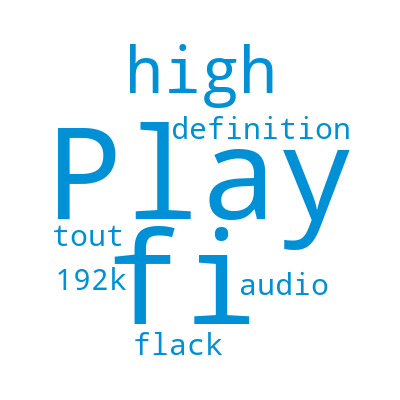 high
definition
Play
tout
fi
192k
audio
flack